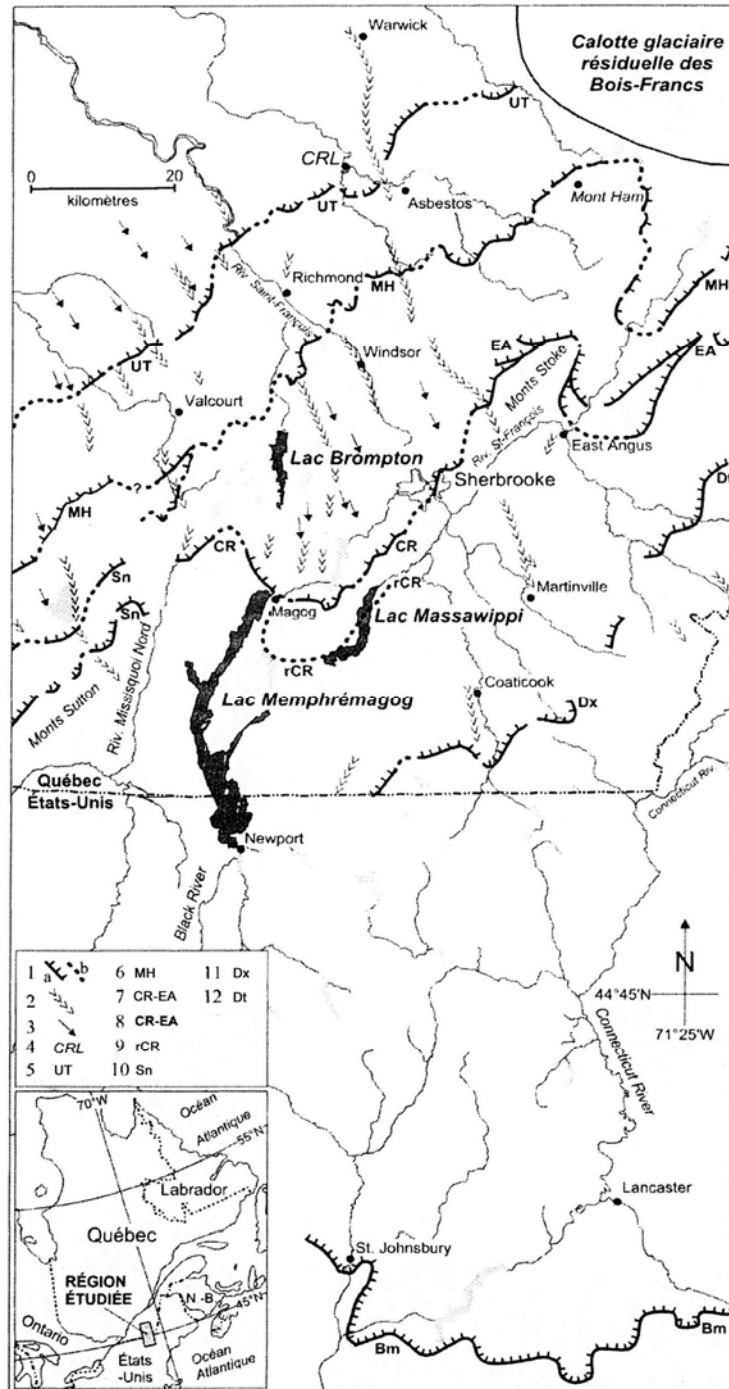 Warwick
Calotte glaciaire
résiduelle des
Bois-Francs
UT
CRL
0 20
kilomètres
UT
Asbestos
Mont Ham
Riv. Saint-François
Richmond
MH
MH
UT
Windsor
EA
Monts Stoke
EA
Valcourt
Riv. St-François
East Angus
Lac Brompton
Sherbrooke
MH
?
Dt
CR
CR
Sn
rCR
Sn
Magog
Martinville
Lac Massawippi
rCR
Monts Sutton
Riv. Missisquoi Nord
Lac Memphrémagog
Coaticook
Dx
Québec
États-Unis
Connecticut Riv.
Newport
Black River
1 a b
2
3
4 CRL
5 UT
6 MH
7 CR-EA
8 CR-EA
9 rCR
10 Sn
11 Dx
12 Dt
N
44°45'N
71°25'W
Connecticut River
Lancaster
St. Johnsbury
Bm
Bm
70°W
Océan
Atlantique
55°N
Labrador
Québec
RÉGION
ÉTUDIÉE
N.-B.
45°N
Ontario
États
-Unis
Océan
Atlantique